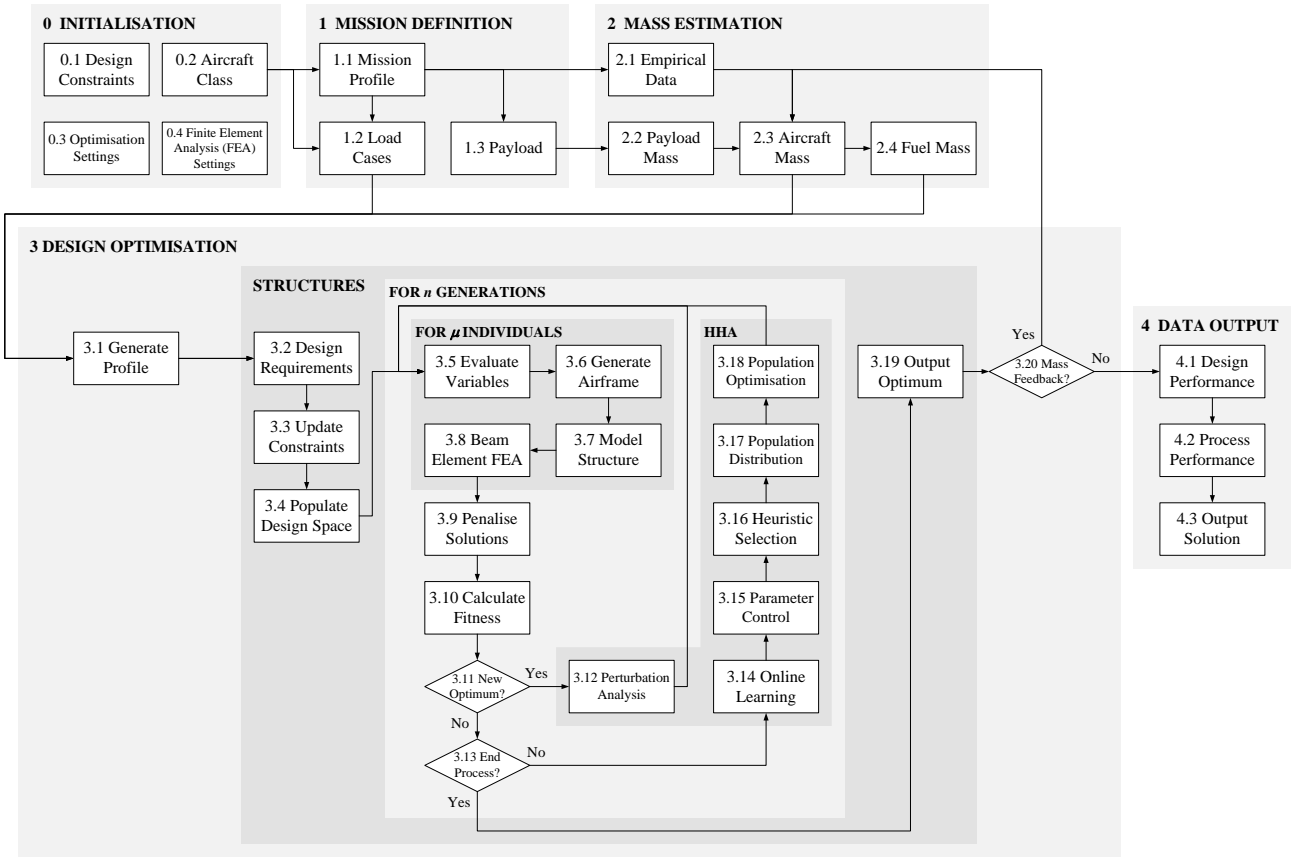 0 INITIALISATION
0.1 Design
Constraints
0.2 Aircraft
Class
0.3 Optimisation
Settings
0.4 Finite Element
Analysis (FEA)
Settings
1 MISSION DEFINITION
1.1 Mission
Profile
1.2 Load
Cases
1.3 Payload
2 MASS ESTIMATION
2.1 Empirical
Data
2.2 Payload
Mass
2.3 Aircraft
Mass
2.4 Fuel Mass
3 DESIGN OPTIMISATION
3.1 Generate
Profile
STRUCTURES
3.2 Design
Requirements
3.3 Update
Constraints
3.4 Populate
Design Space
FOR n GENERATIONS
FOR μ INDIVIDUALS
3.5 Evaluate
Variables
3.6 Generate
Airframe
3.7 Model
Structure
3.8 Beam
Element FEA
3.9 Penalise
Solutions
3.10 Calculate
Fitness
3.11 New
Optimum?
Yes
No
3.12 Perturbation
Analysis
3.13 End
Process?
No
Yes
HHA
3.18 Population
Optimisation
3.17 Population
Distribution
3.16 Heuristic
Selection
3.15 Parameter
Control
3.14 Online
Learning
3.19 Output
Optimum
3.20 Mass
Feedback?
Yes
No
4 DATA OUTPUT
4.1 Design
Performance
4.2 Process
Performance
4.3 Output
Solution